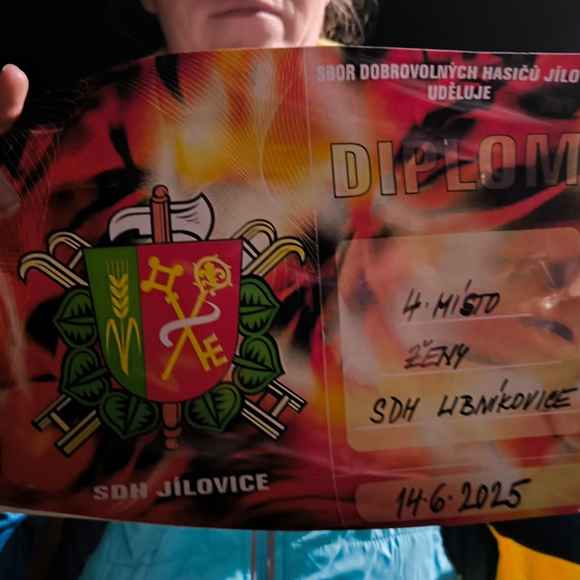 SBOR DOBROVOLNÝCH HASIČŮ JÍLO
UDĚLUJE
DIPLOM
4. MÍSTO
ŽENY
SDH LIBNÍKOVICE
14.6.2025
SDH JÍLOVICE